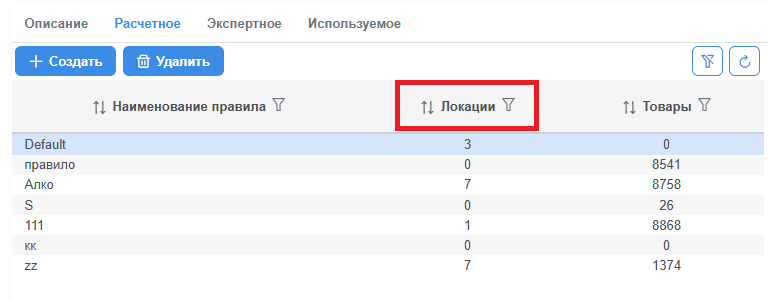 Описание Расчетное Экспертное Используемое
Создать Удалить
Наименование правила Локации Товары
Default 3 0
правило 0 8541
Алко 7 8758
S 0 26
111 1 8868
кк 0 0
zz 7 1374